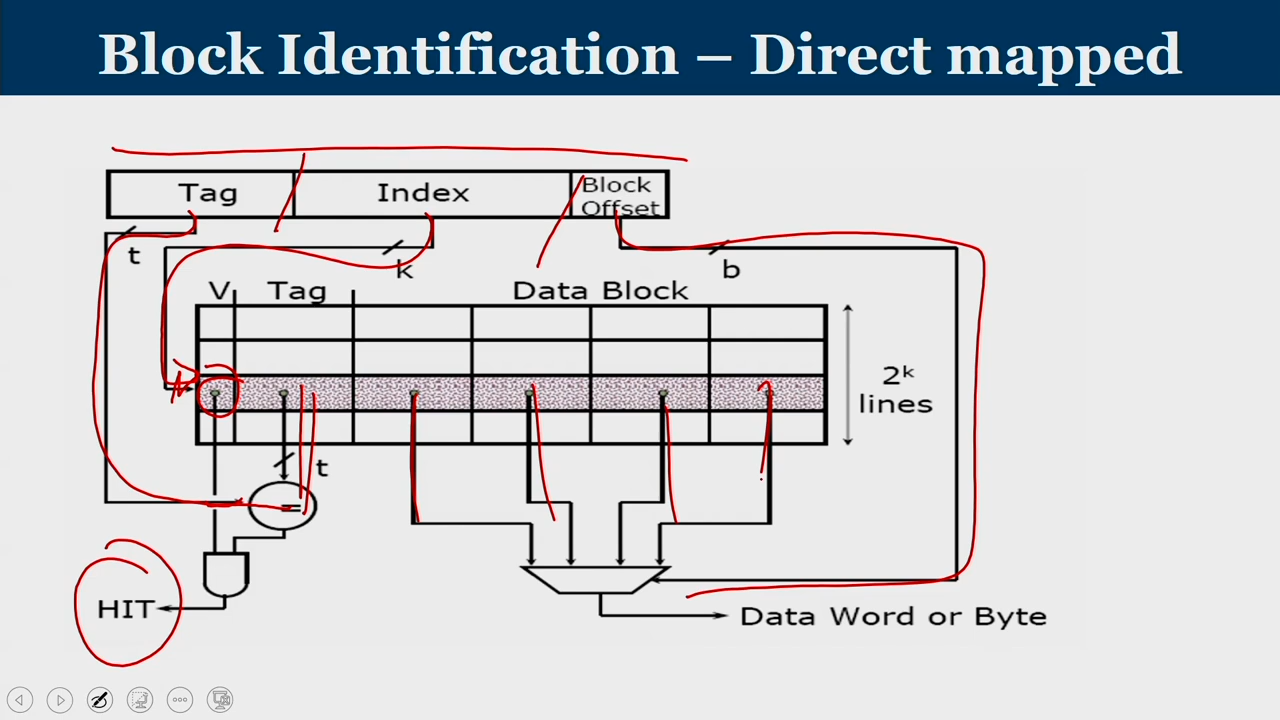 Block Identification – Direct mapped
Tag Index Block Offset
t k b
V Tag Data Block
2ᵏ lines
t
=
HIT
Data Word or Byte